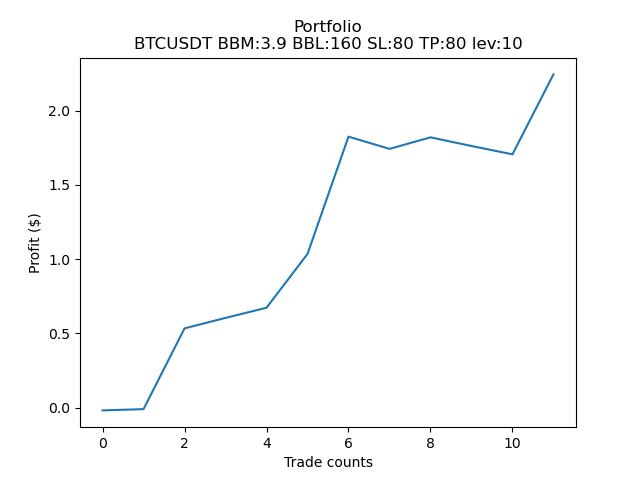 Portfolio
BTCUSDT BBM:3.9 BBL:160 SL:80 TP:80 lev:10
Profit ($)
2.0
1.5
1.0
0.5
0.0
0 2 4 6 8 10
Trade counts